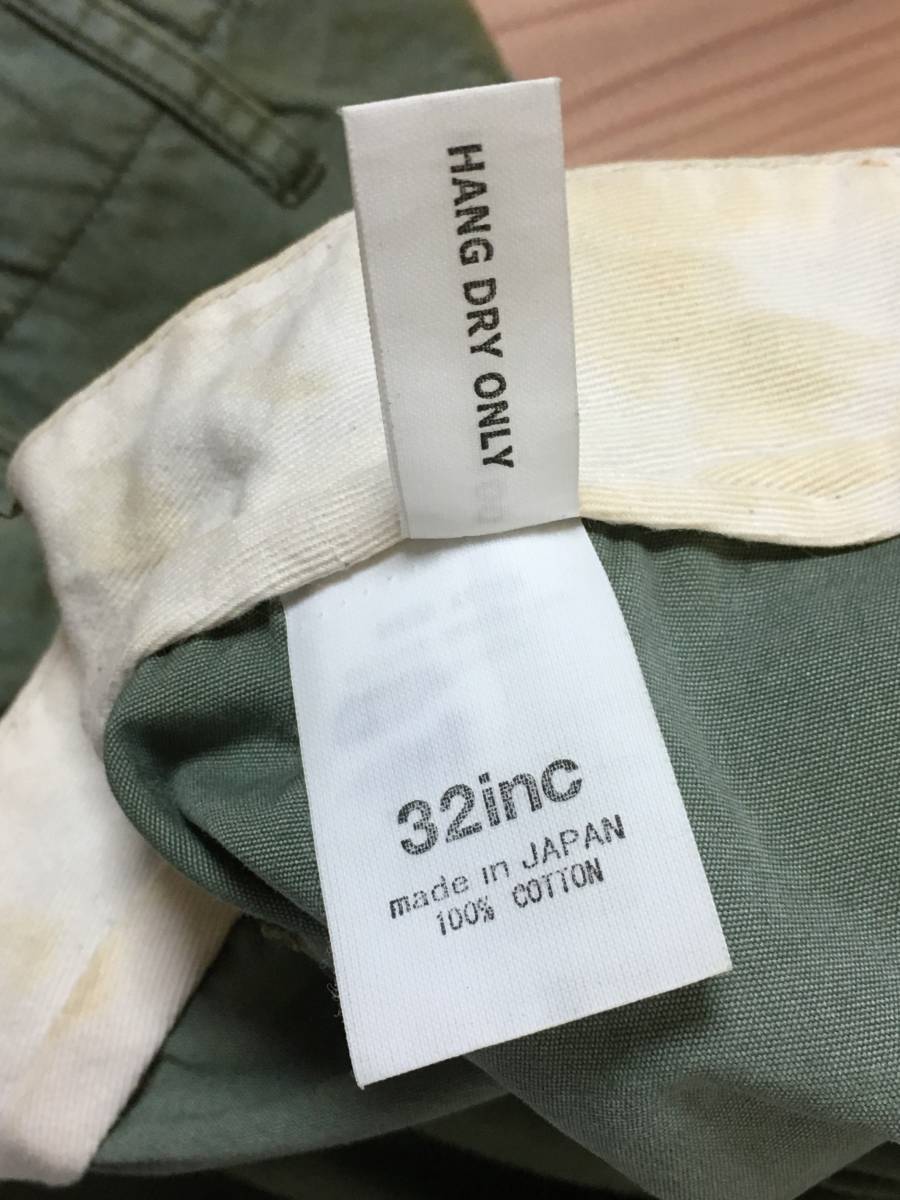 HANG DRY ONLY
32inc
made in JAPAN
100% COTTON